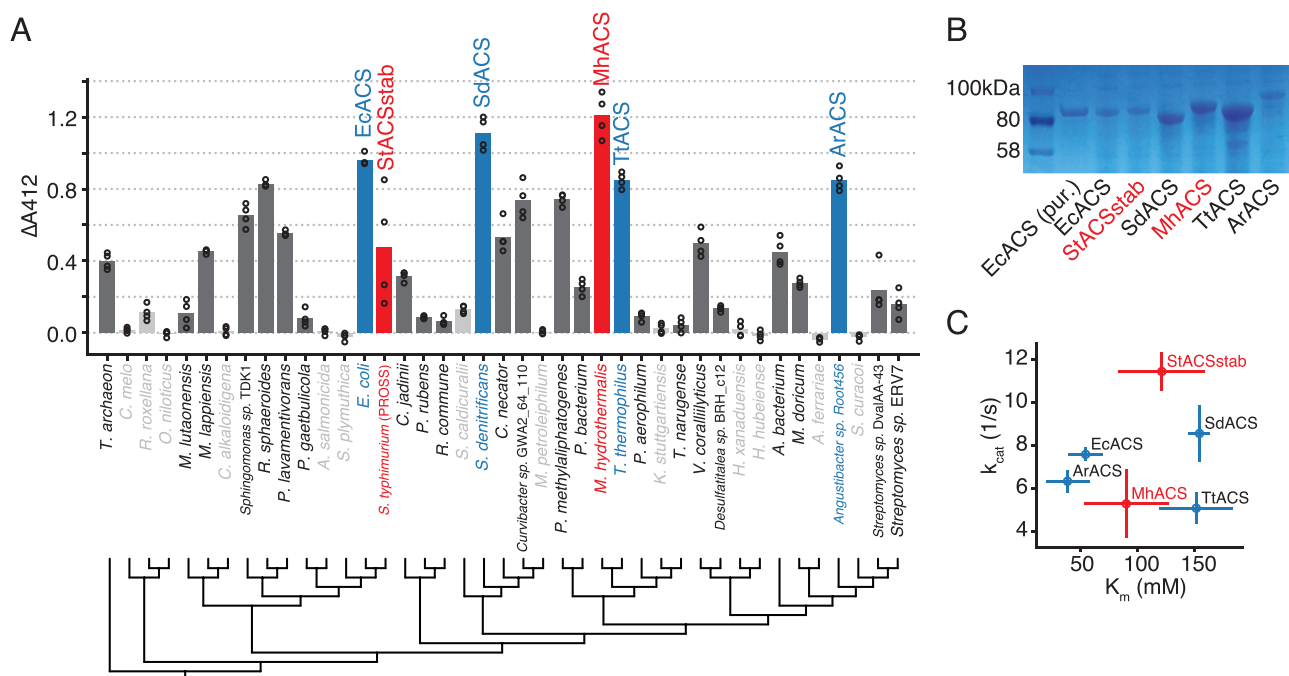 A
ΔA412
1.2
0.8
0.4
0.0
EcACS
StACSstab
SdACS
MhACS
TtACS
ArACS
T. archaeon
C. melo
R. roxellana
O. niloticus
M. lutaonensis
M. lappiensis
C. alkaloidigena
Sphingomonas sp. TDK1
R. sphaeroides
P. lavamentivorans
P. gaetbulicola
A. salmonicida
S. plymuthica
E. coli
S. typhimurium (PROSS)
C. jadinii
P. rubens
R. commune
S. caldicuralii
S. denitrificans
C. necator
Curvibacter sp. GWA2_64_110
M. petroleiphilum
P. methylaliphatogenes
P. bacterium
M. hydrothermalis
T. thermophilus
P. aerophilum
K. stuttgartiensis
T. narugense
V. coralliilyticus
Desulfatitalea sp. BRH_c12
H. xanaduensis
H. hubeiense
A. bacterium
M. doricum
A. ferrariae
S. curacoi
Angustibacter sp. Root456
Streptomyces sp. DvalAA-43
Streptomyces sp. ERV7
B
100kDa
80
58
EcACS (pur.)
EcACS
StACSstab
SdACS
MhACS
TtACS
ArACS
C
kcat (1/s)
12
10
8
6
4
StACSstab
SdACS
EcACS
ArACS
MhACS
TtACS
50
100
150
Km (mM)